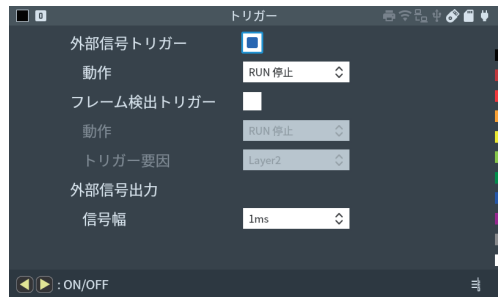 D トリガー
外部信号トリガー
動作 RUN 停止
フレーム検出トリガー
動作 RUN 停止
トリガー要因 Layer2
外部信号出力
信号幅 1ms
: ON/OFF